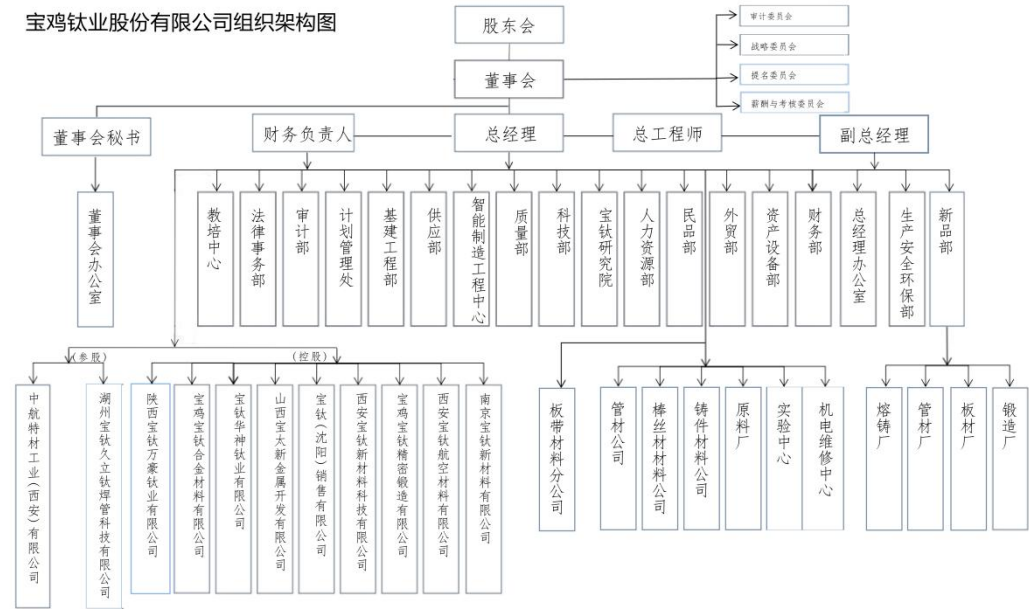 宝鸡钛业股份有限公司组织架构图
股东会
审计委员会
战略委员会
董事会
提名委员会
薪酬与考核委员会
董事会秘书
财务负责人
总经理
总工程师
副总经理
董事会办公室
教培中心
法律事务部
审计部
计划管理处
基建工程部
供应部
智能制造工程中心
质量部
科技部
宝钛研究院
人力资源部
民品部
外贸部
资产设备部
财务部
总经理办公室
生产安全环保部
新品部
(参股)
(控股)
中航特材工业(西安)有限公司
湖州宝钛久立钛焊管科技有限公司
陕西宝钛万豪钛业有限公司
宝鸡宝钛合金材料有限公司
宝钛华神钛业有限公司
山西宝太新金属开发有限公司
宝钛(沈阳)销售有限公司
西安宝钛新材料科技有限公司
宝鸡宝钛精密锻造有限公司
西安宝钛航空材料有限公司
南京宝钛新材料有限公司
板带材料分公司
管材公司
棒丝材材料公司
铸件材料公司
原料厂
实验中心
机电维修中心
熔铸厂
管材厂
板材厂
锻造厂